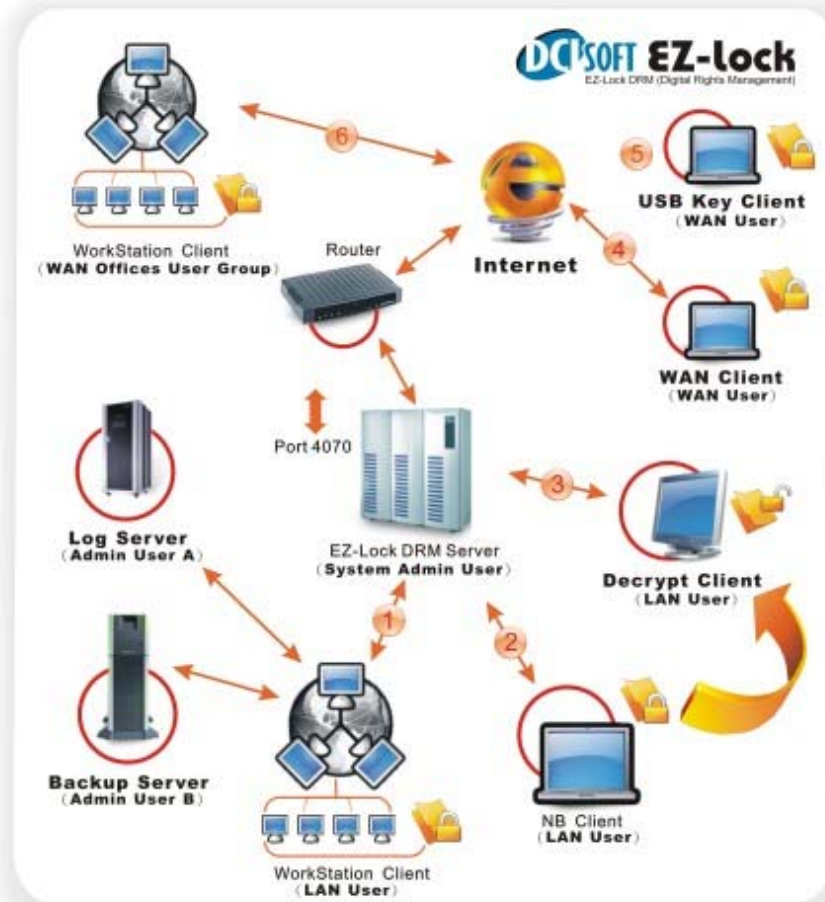 DCISOFT EZ-lock
EZ-Lock DRM (Digital Rights Management)
6
5
USB Key Client
(WAN User)
WorkStation Client
(WAN Offices User Group)
Router
Internet
4
WAN Client
(WAN User)
Port 4070
3
Log Server
(Admin User A)
EZ-Lock DRM Server
(System Admin User)
Decrypt Client
(LAN User)
1
2
Backup Server
(Admin User B)
NB Client
(LAN User)
WorkStation Client
(LAN User)